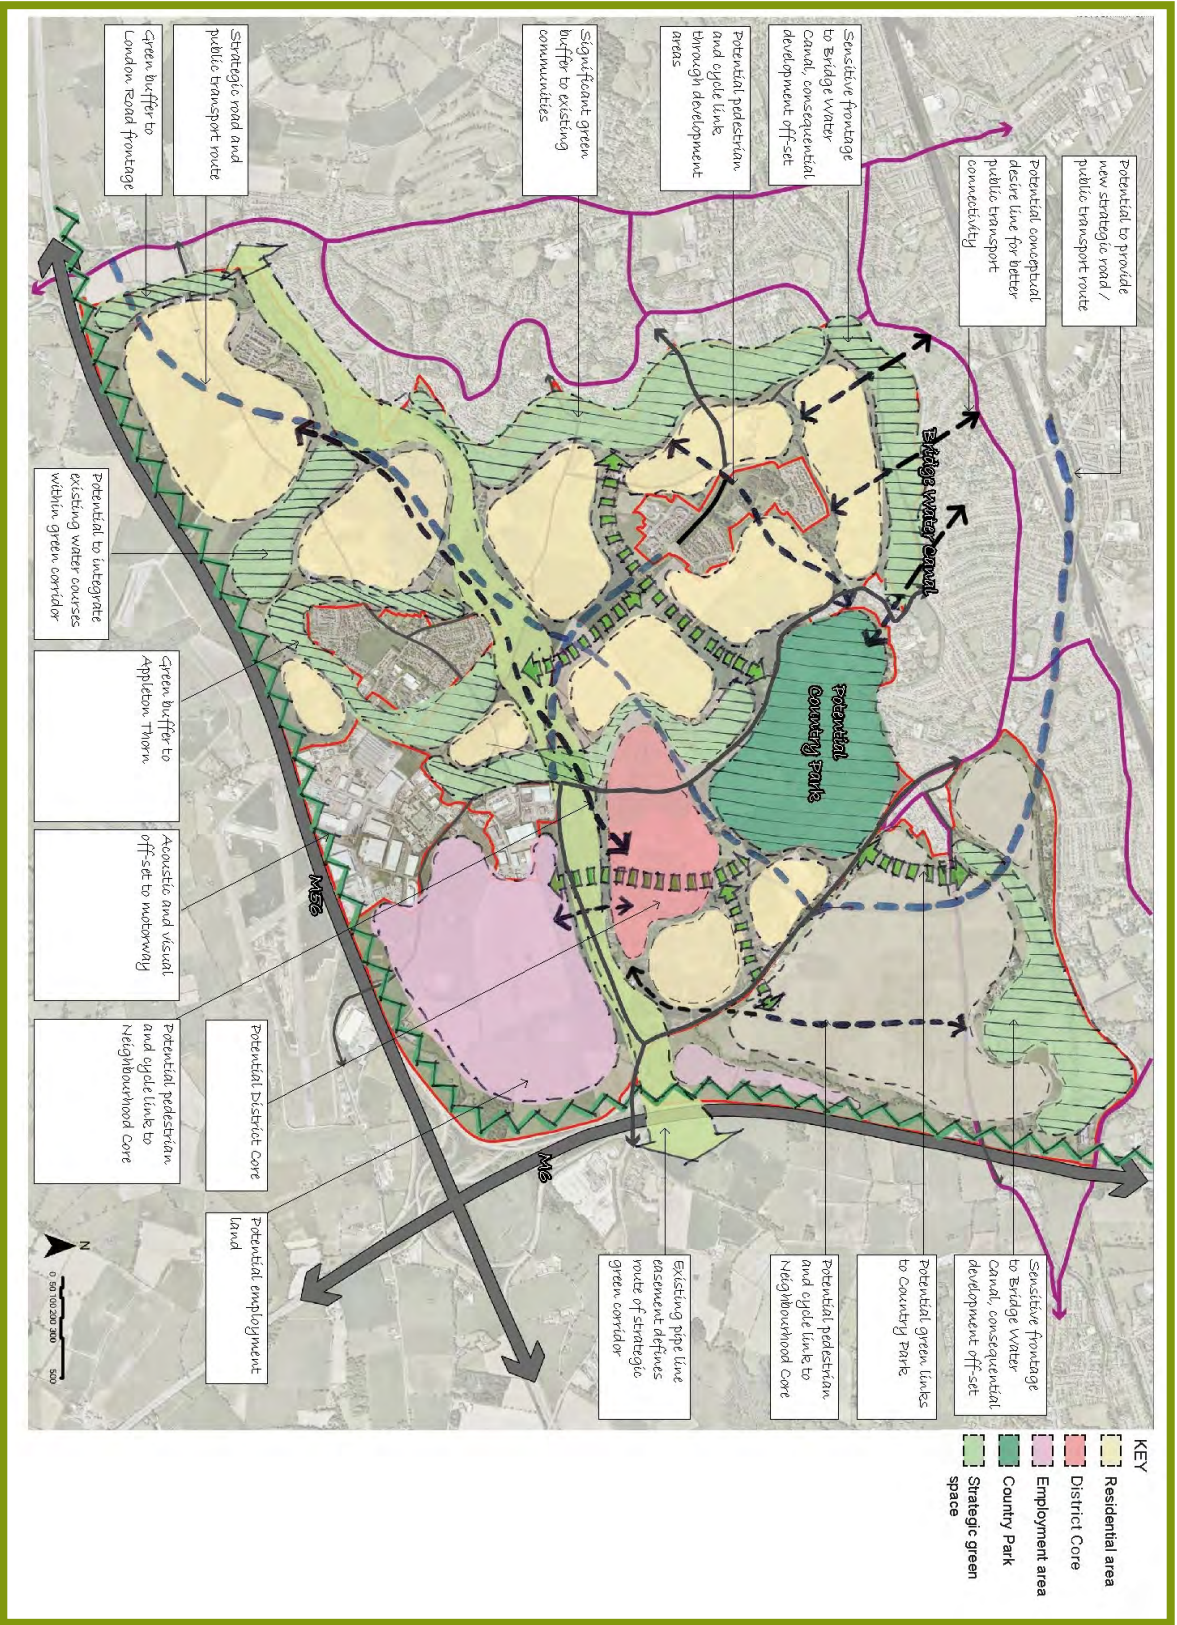 Potential to provide
new strategic road /
public transport route
Potential conceptual
desire line for better
public transport
connectivity
Sensitive frontage
to Bridge Water
Canal, consequential
development off-set
Potential pedestrian
and cycle link
through development
areas
Significant green
buffer to existing
communities
Strategic road and
public transport route
Green buffer to
London Road frontage
Bridge Water Canal
Potential
Country Park
M56
M6
Potential to integrate
existing water courses
within green corridor
Green buffer to
Appleton Thorn
Acoustic and visual
off-set to motorway
Potential pedestrian
and cycle link to
Neighbourhood Core
Potential District Core
Potential employment
land
Sensitive frontage
to Bridge Water
Canal, consequential
development off-set
Potential green links
to Country Park
Potential pedestrian
and cycle link to
Neighbourhood Core
Existing pipe line
easement defines
route of strategic
green corridor
N
0 50 100 200 300 500
KEY
Residential area
District Core
Employment area
Country Park
Strategic green
space